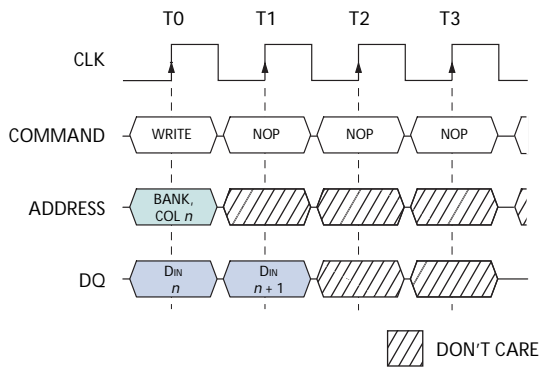 T0 T1 T2 T3
CLK
COMMAND WRITE NOP NOP NOP
ADDRESS BANK,
COL n
DQ DIN
n
DIN
n + 1
DON'T CARE